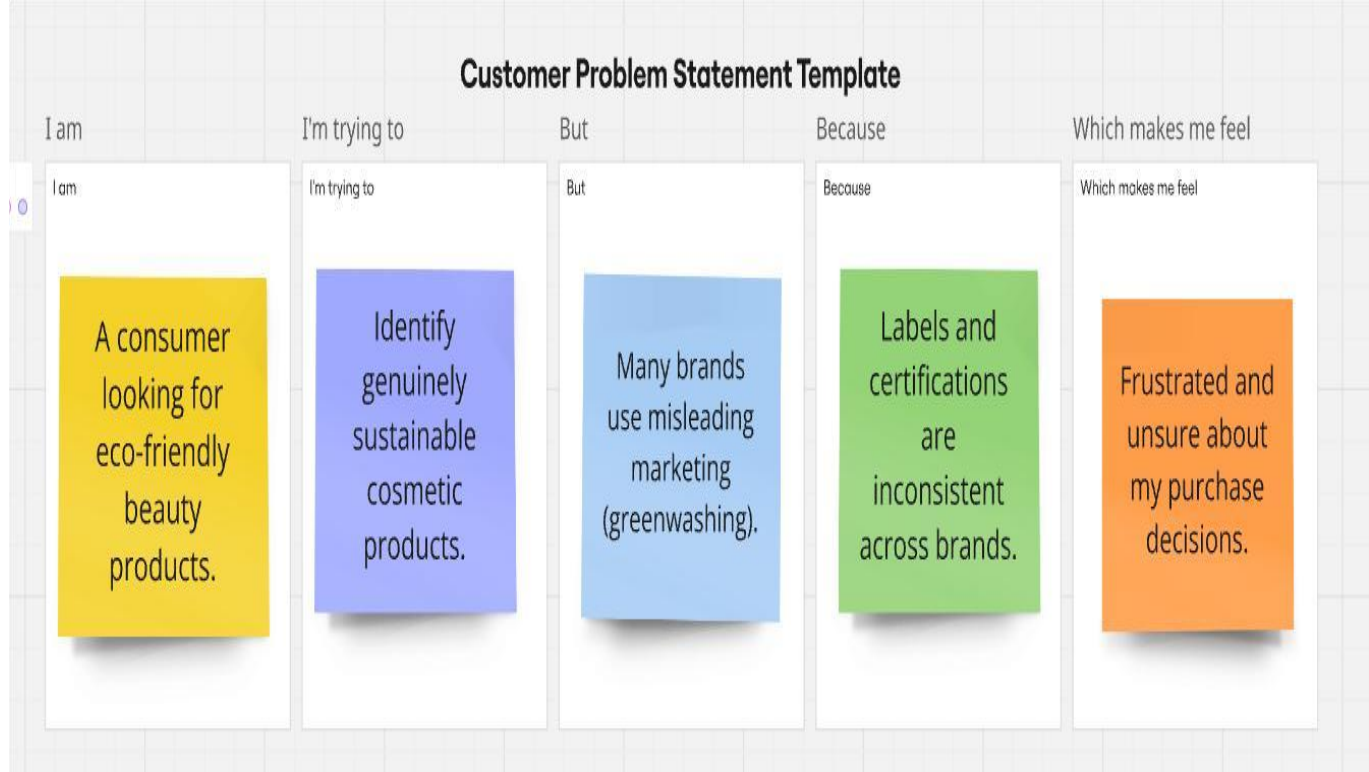 Customer Problem Statement Template
I am
I'm trying to
But
Because
Which makes me feel
I am
I'm trying to
But
Because
Which makes me feel
A consumer
looking for
eco-friendly
beauty
products.
Identify
genuinely
sustainable
cosmetic
products.
Many brands
use misleading
marketing
(greenwashing).
Labels and
certifications
are
inconsistent
across brands.
Frustrated and
unsure about
my purchase
decisions.